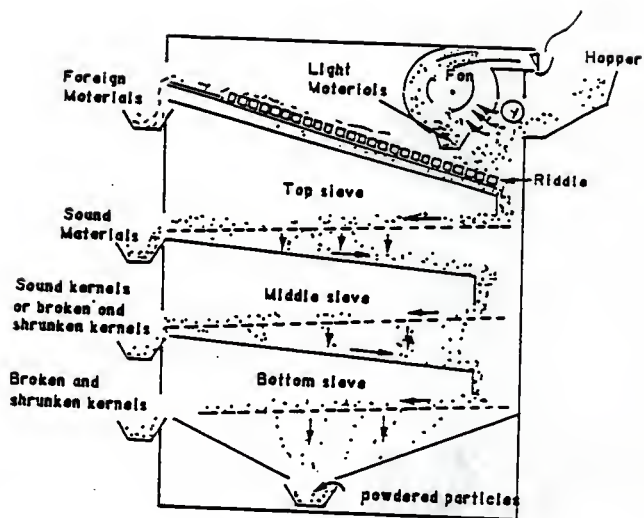 Hopper
Fan
Light
Materials
Foreign
Materials
Riddle
Top sieve
Sound
Materials
Middle sieve
Sound kernels
or broken and
shrunken kernels
Bottom sieve
Broken and
shrunken kernels
powdered particles